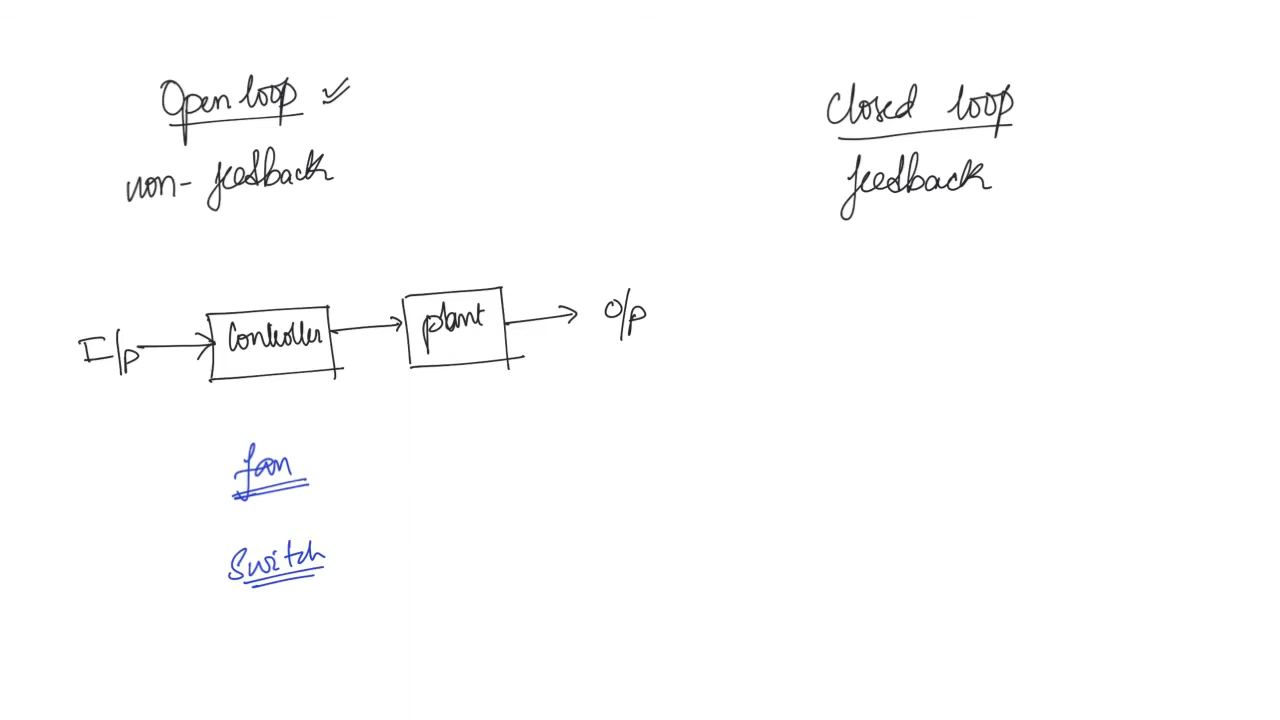 Open loop
non-feedback
I/p
Controller
plant
O/p
fan
Switch
Closed loop
feedback